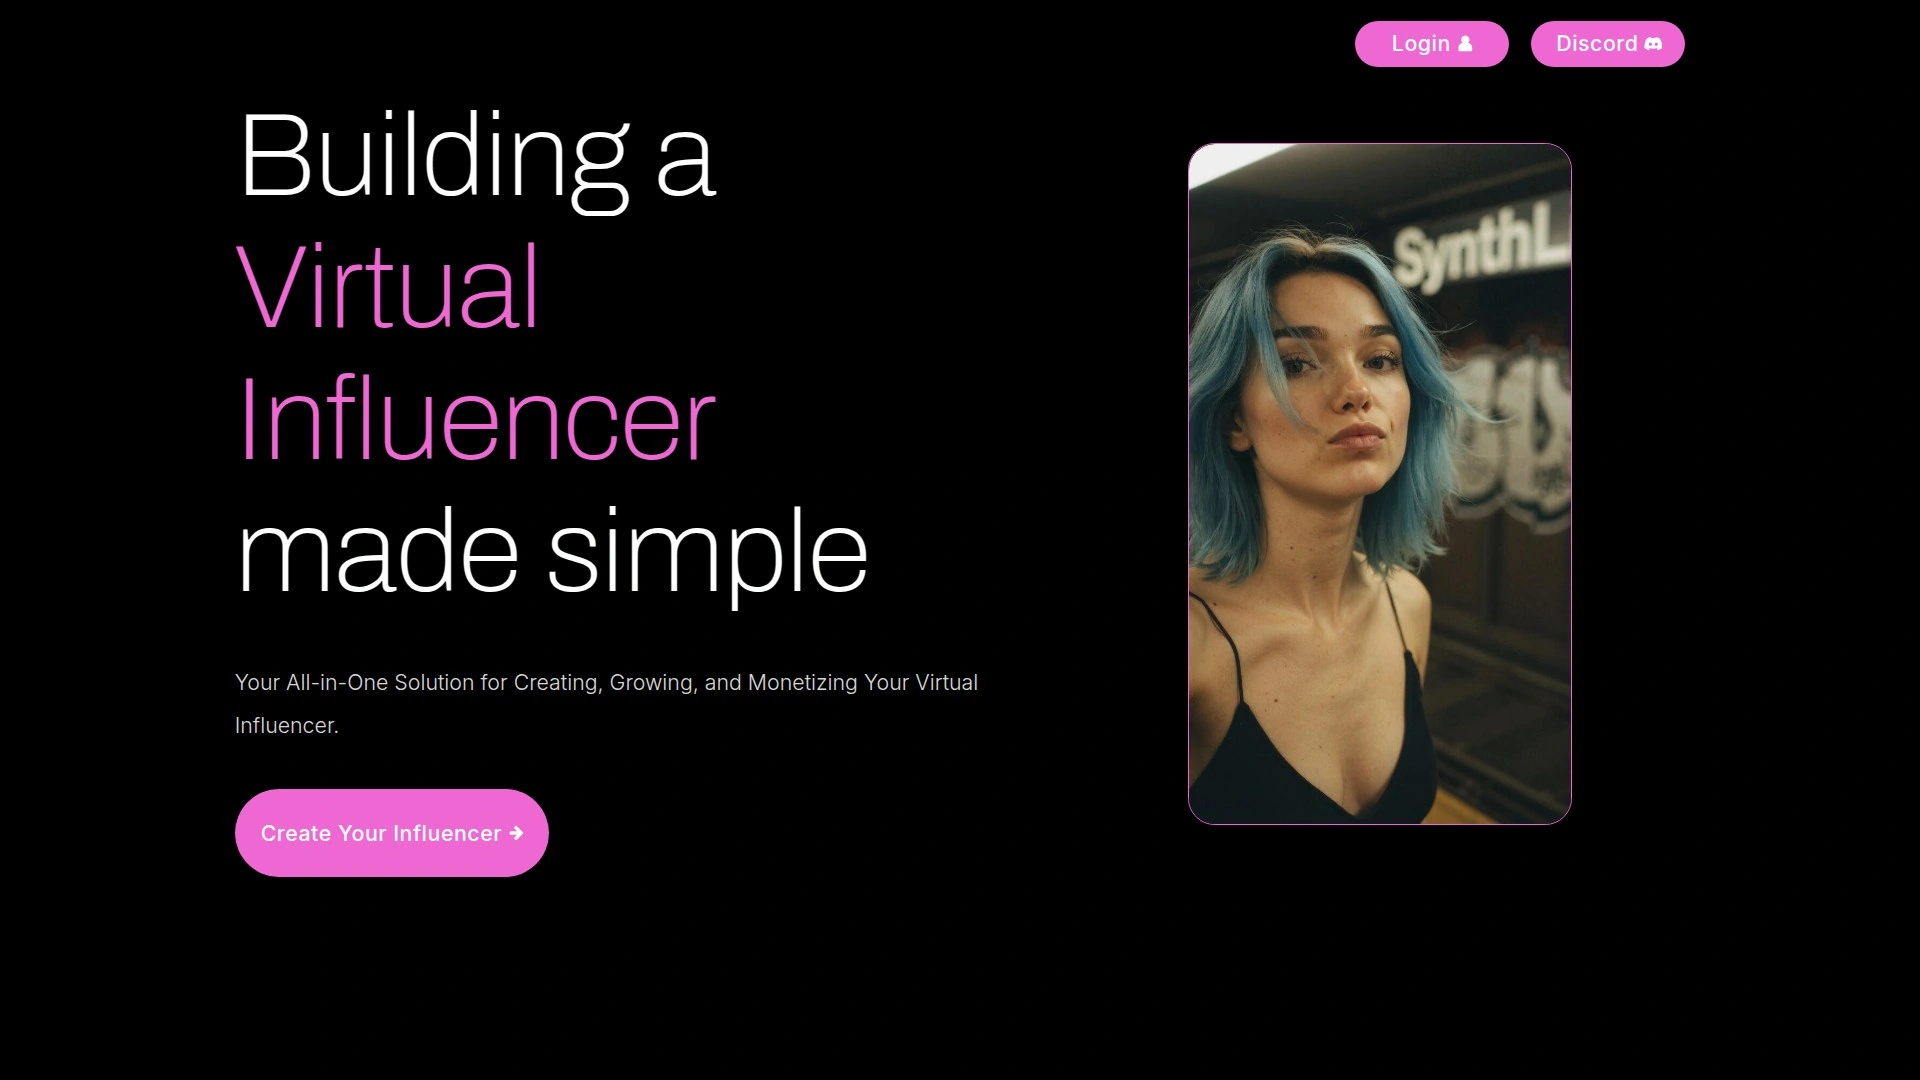 Login
Discord
Building a
Virtual
Influencer
made simple
Your All-in-One Solution for Creating, Growing, and Monetizing Your Virtual
Influencer.
Create Your Influencer →
SynthL